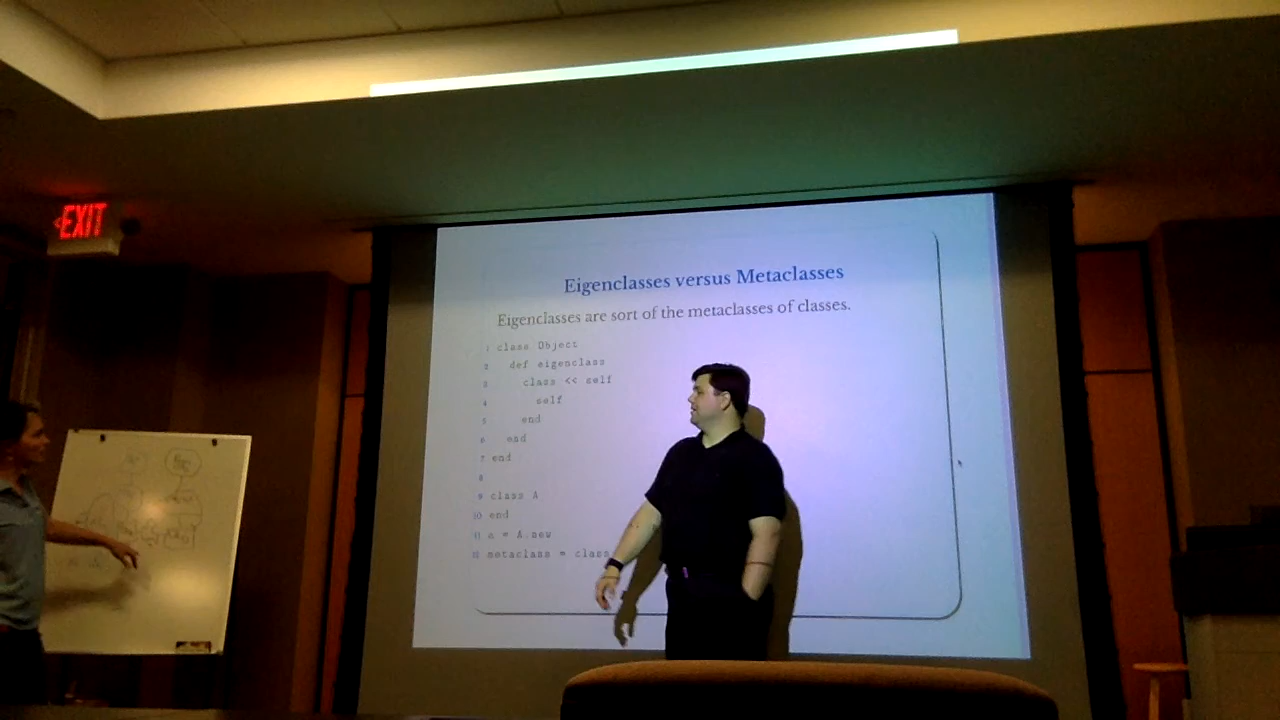 EXIT
Eigenclasses versus Metaclasses
Eigenclasses are sort of the metaclasses of classes.
1 class Object
2 def eigenclass
3 class << self
4 self
5 end
6 end
7 end
8
9 class A
10 end
11 a = A.new
12 metaclass = class